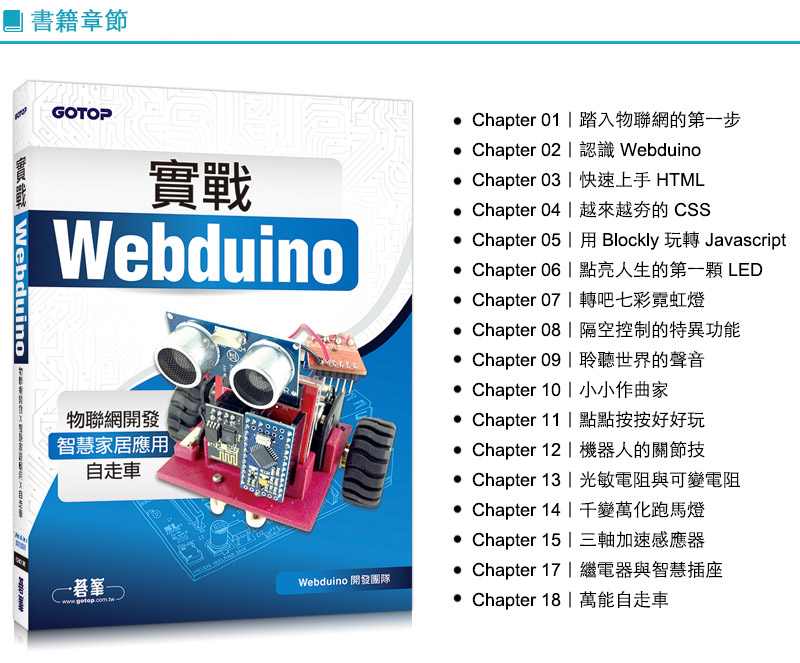 書籍章節
GOTOP
實戰
Webduino
物聯網開發
智慧家居應用
自走車
Webduino 開發團隊
碁峯
www.gotop.com.tw
GOTOP
實戰
Webduino
碁峯
Chapter 01｜踏入物聯網的第一步
Chapter 02｜認識 Webduino
Chapter 03｜快速上手 HTML
Chapter 04｜越來越夯的 CSS
Chapter 05｜用 Blockly 玩轉 Javascript
Chapter 06｜點亮人生的第一顆 LED
Chapter 07｜轉吧七彩霓虹燈
Chapter 08｜隔空控制的特異功能
Chapter 09｜聆聽世界的聲音
Chapter 10｜小小作曲家
Chapter 11｜點點按按好好玩
Chapter 12｜機器人的關節技
Chapter 13｜光敏電阻與可變電阻
Chapter 14｜千變萬化跑馬燈
Chapter 15｜三軸加速感應器
Chapter 17｜繼電器與智慧插座
Chapter 18｜萬能自走車